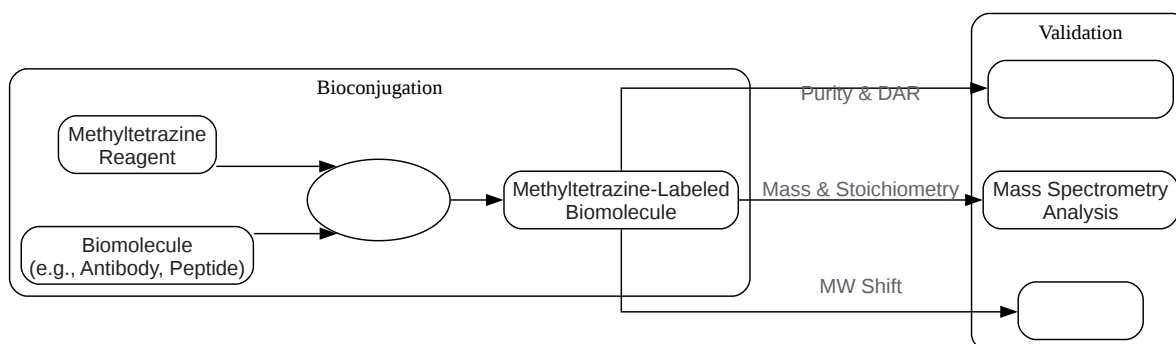 Validation
Bioconjugation
Purity & DAR
Methyltetrazine
Reagent
Methyltetrazine-Labeled
Biomolecule
Mass & Stoichiometry
Mass Spectrometry
Analysis
Biomolecule
(e.g., Antibody, Peptide)
MW Shift